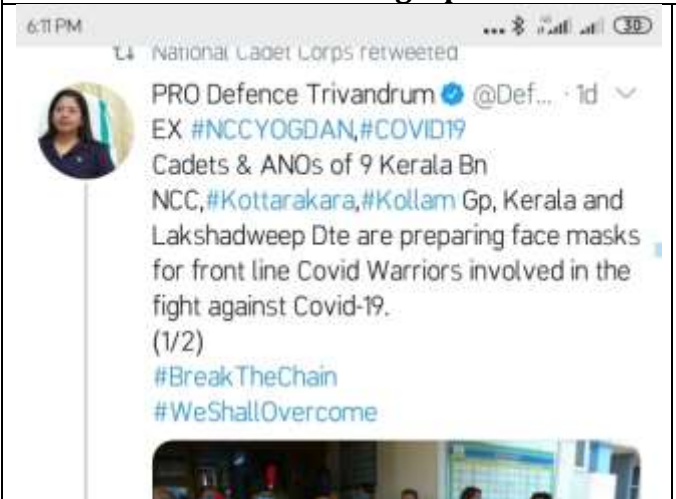 6:11 PM
30
National Cadet Corps retweeted
PRO Defence Trivandrum @Def... · 1d
EX #NCCYOGDAN,#COVID19
Cadets & ANOs of 9 Kerala Bn
NCC,#Kottarakara,#Kollam Gp, Kerala and
Lakshadweep Dte are preparing face masks
for front line Covid Warriors involved in the
fight against Covid-19.
(1/2)
#BreakTheChain
#WeShallOvercome